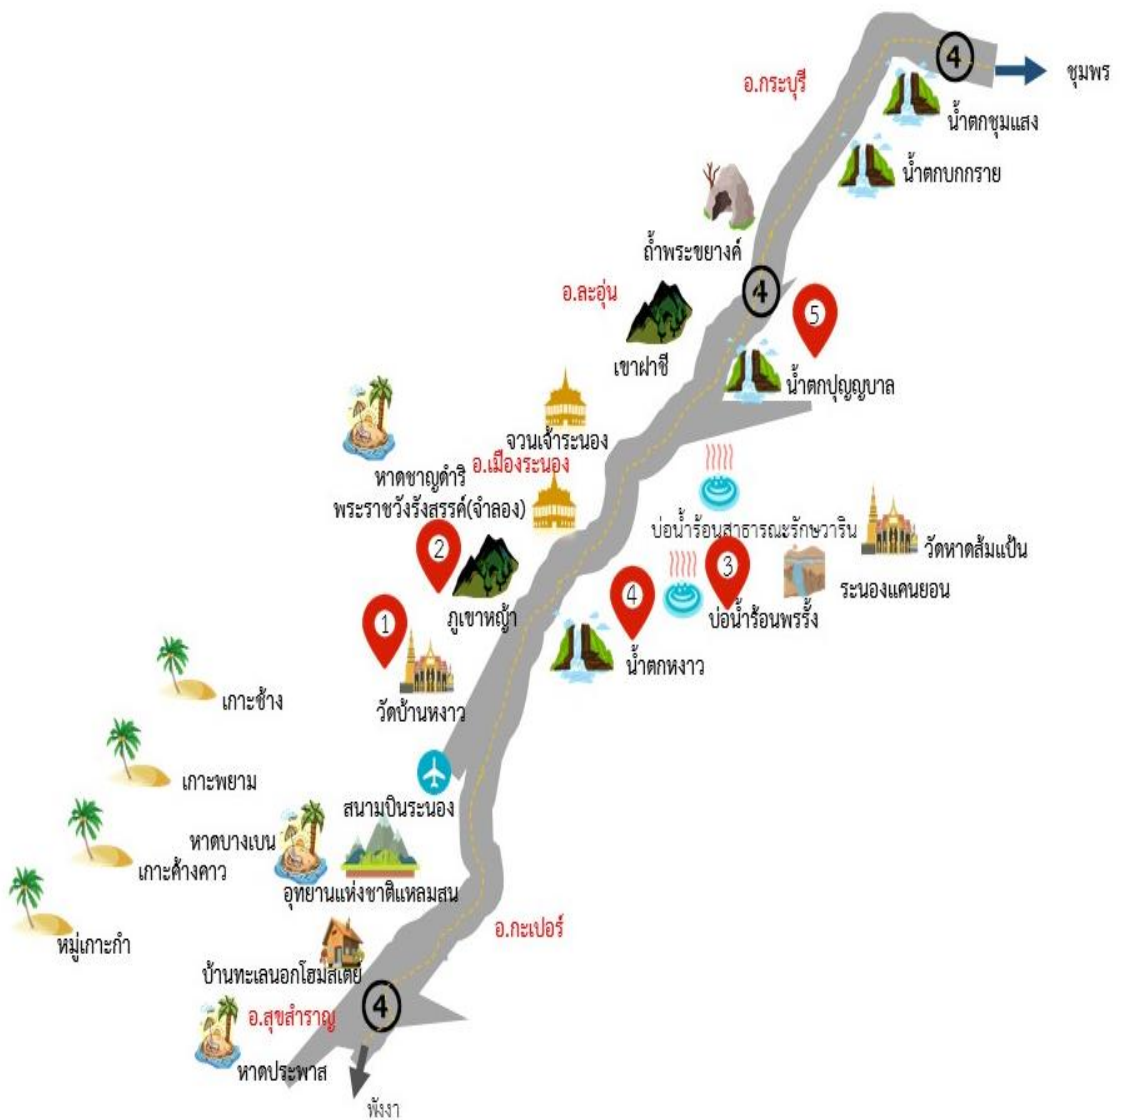 4
ชุมพร
อ.กระบุรี
น้ำตกชุมแสง
น้ำตกบกกราย
ถ้ำพระขยางค์
4
อ.ละอุ่น
5
เขาฝาชี
น้ำตกปุญญบาล
จวนเจ้าระนอง
อ.เมืองระนอง
หาดชาญดำริ
พระราชวังรังสรรค์(จำลอง)
บ่อน้ำร้อนสาธารณะรักษวาริน
วัดหาดส้มแป้น
2
3
ระนองแคนยอน
4
ภูเขาหญ้า
บ่อน้ำร้อนพรรั้ง
1
น้ำตกหงาว
เกาะช้าง
วัดบ้านหงาว
เกาะพยาม
สนามบินระนอง
หาดบางเบน
เกาะค้างคาว
อุทยานแห่งชาติแหลมสน
อ.กะเปอร์
หมู่เกาะกำ
บ้านทะเลนอกโฮมสเตย์
4
อ.สุขสำราญ
หาดประพาส
พังงา